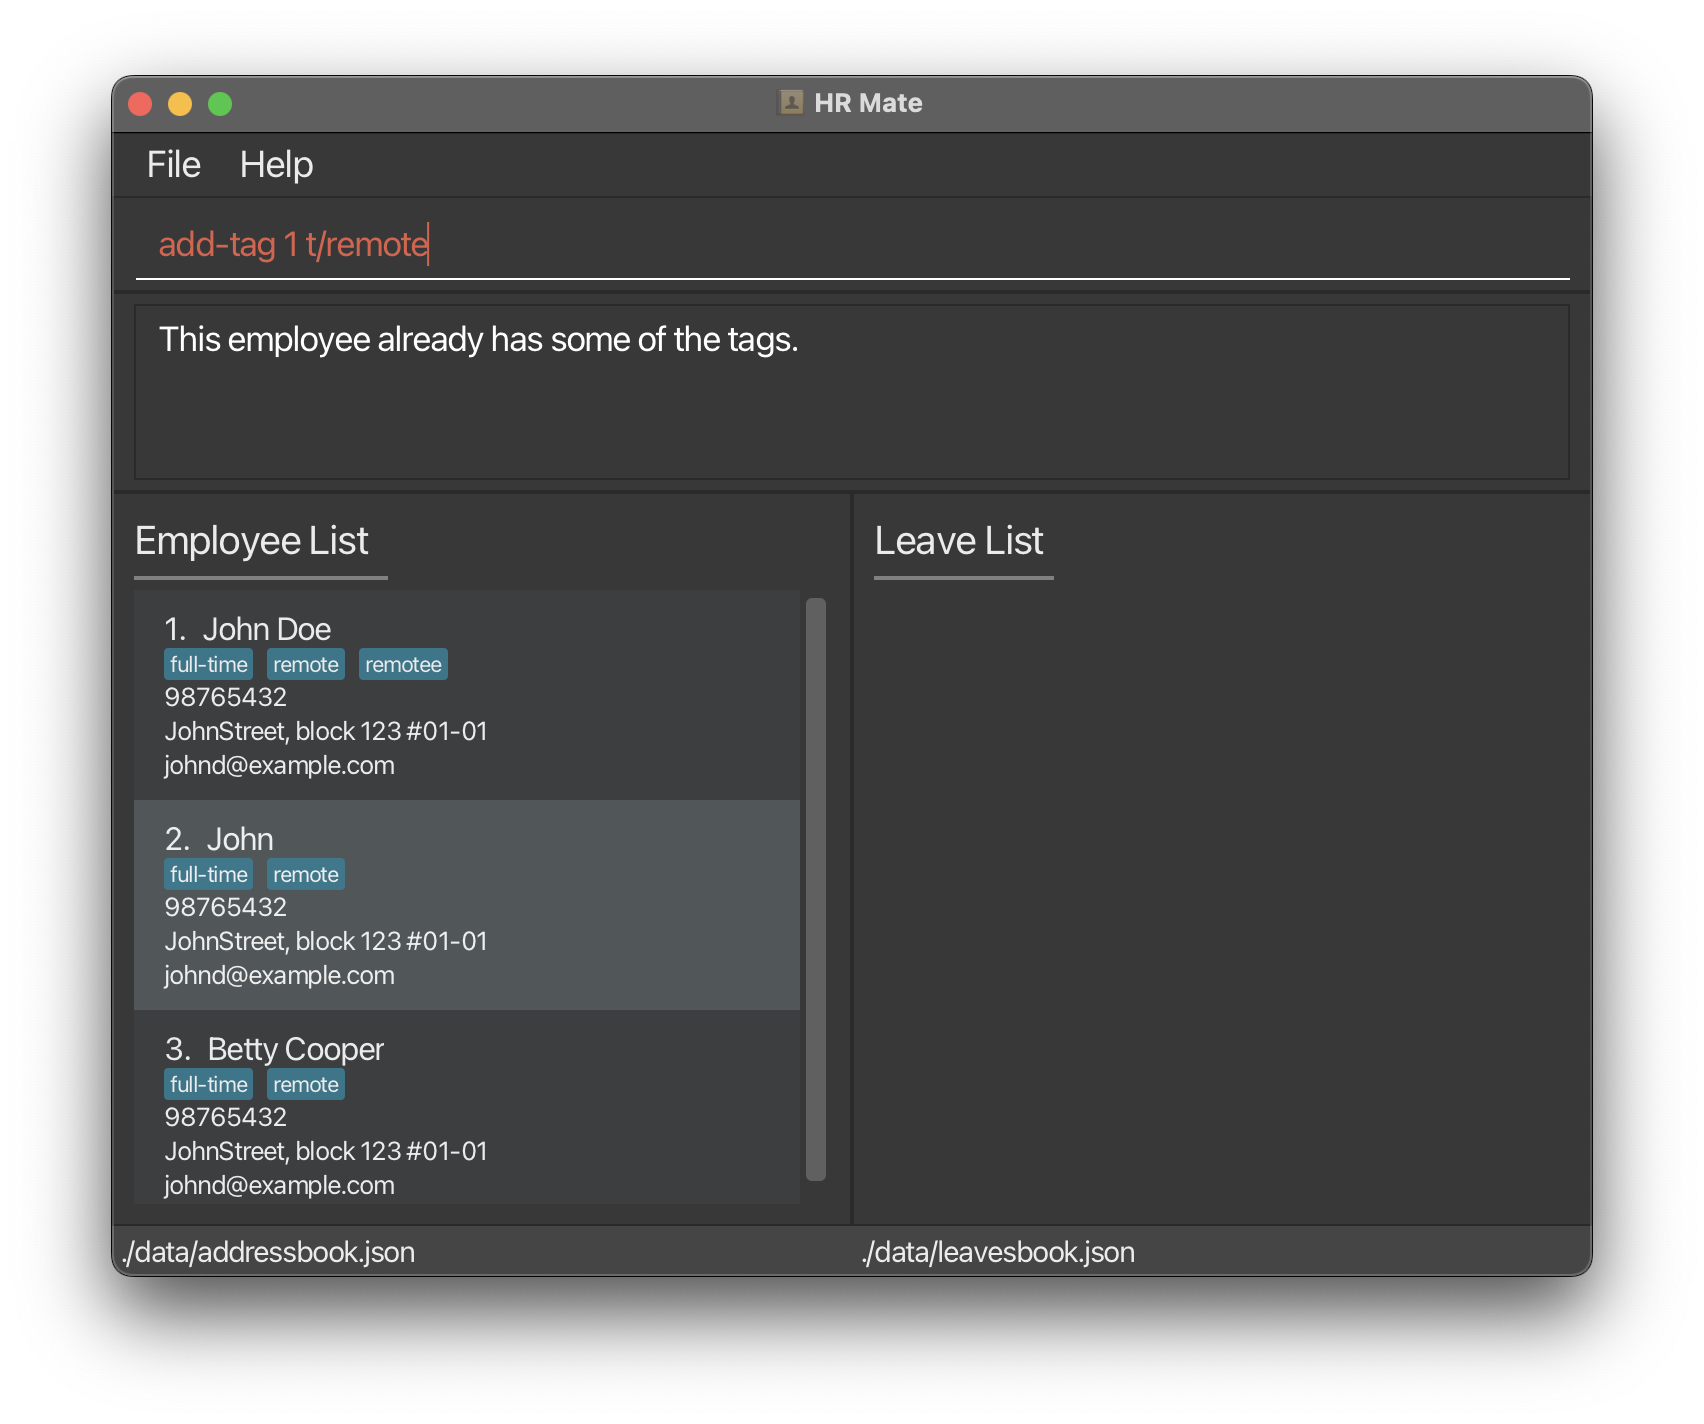 HR Mate
File Help
add-tag 1 t/remote
This employee already has some of the tags.
Employee List
1. John Doe
full-time remote remotee
98765432
JohnStreet, block 123 #01-01
johnd@example.com
2. John
full-time remote
98765432
JohnStreet, block 123 #01-01
johnd@example.com
3. Betty Cooper
full-time remote
98765432
JohnStreet, block 123 #01-01
johnd@example.com
Leave List
./data/addressbook.json
./data/leavesbook.json